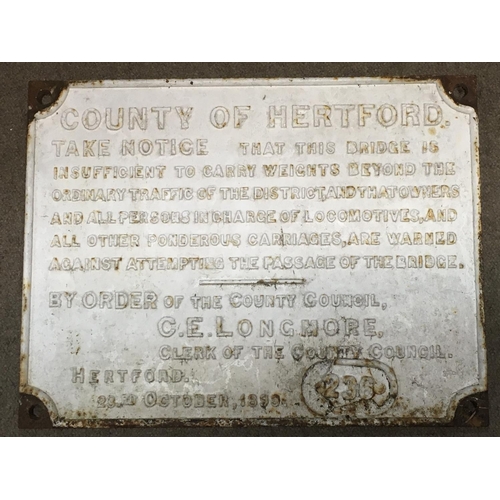 COUNTY OF HERTFORD.
TAKE NOTICE THAT THIS BRIDGE IS
INSUFFICIENT TO CARRY WEIGHTS BEYOND THE
ORDINARY TRAFFIC OF THE DISTRICT, AND THAT OWNERS
AND ALL PERSONS IN CHARGE OF LOCOMOTIVES, AND
ALL OTHER PONDEROUS CARRIAGES, ARE WARNED
AGAINST ATTEMPTING THE PASSAGE OF THE BRIDGE.
BY ORDER OF THE COUNTY COUNCIL,
C.E. LONGMORE,
CLERK OF THE COUNTY COUNCIL.
HERTFORD.
OCTOBER,